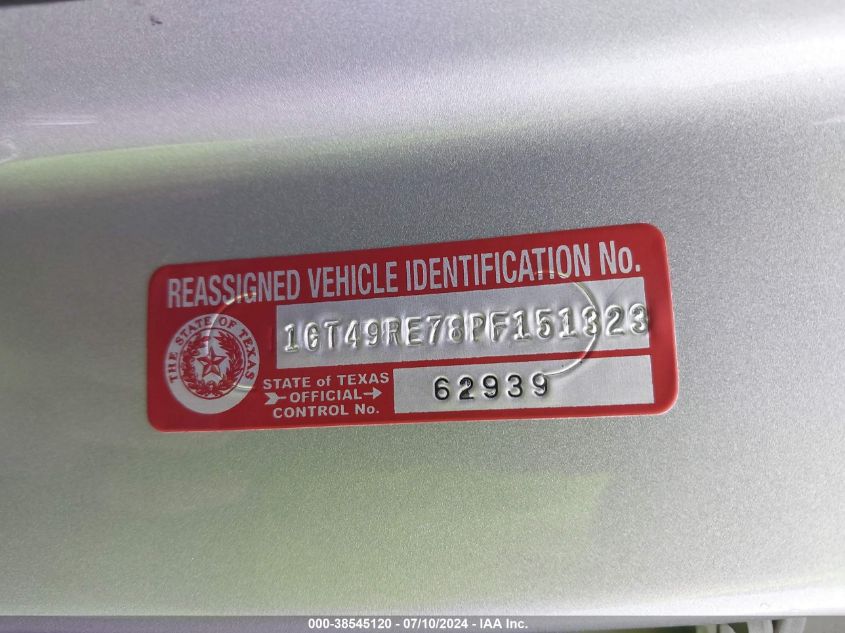 REASSIGNED VEHICLE IDENTIFICATION No.
1GT49RE78PF151323
THE STATE OF TEXAS
STATE of TEXAS
OFFICIAL
CONTROL No.
62939
000-38545120 - 07/10/2024 - IAA Inc.